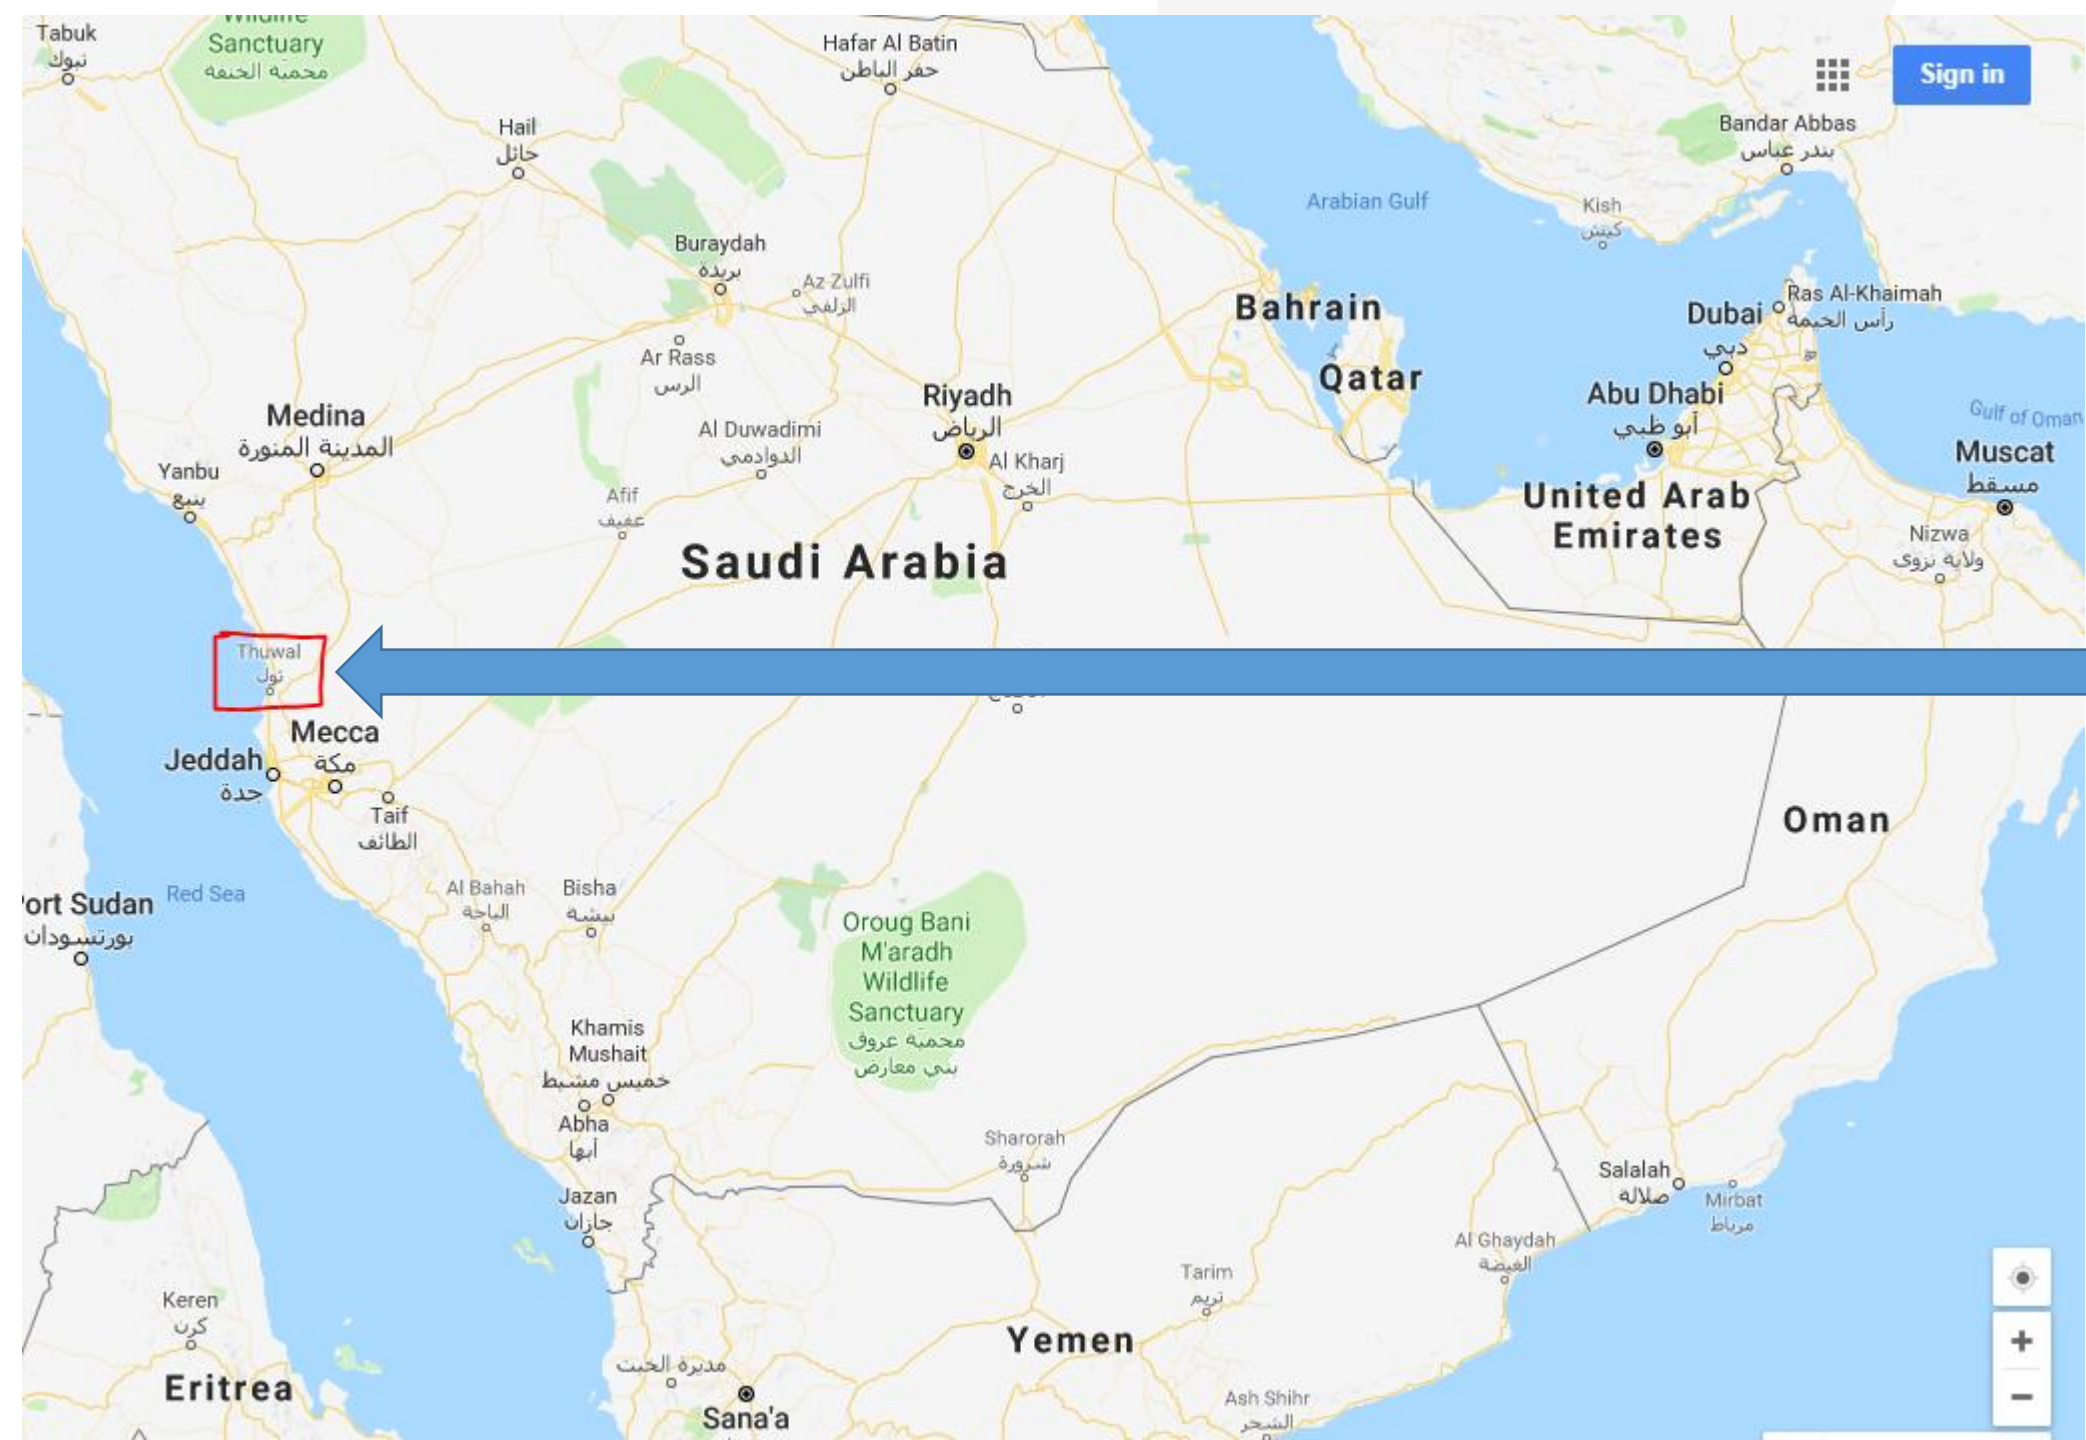 Tabuk
تبوك
Sanctuary
محمية الخنفة
Hafar Al Batin
حفر الباطن
Sign in
Hail
حائل
Bandar Abbas
بندر عباس
Arabian Gulf
Kish
كيش
Buraydah
بريدة
Az Zulfi
الزلفي
Bahrain
Ras Al-Khaimah
رأس الخيمة
Dubai
دبي
Ar Rass
الرس
Qatar
Riyadh
الرياض
Abu Dhabi
أبو ظبي
Medina
المدينة المنورة
Al Duwadimi
الدوادمي
Gulf of Oman
Muscat
مسقط
Yanbu
ينبع
Al Kharj
الخرج
Afif
عفيف
United Arab
Emirates
Nizwa
ولاية نزوى
Saudi Arabia
Thuwal
ثول
Mecca
مكة
Jeddah
جدة
Taif
الطائف
Oman
Al Bahah
الباحة
Bisha
بيشة
Red Sea
ort Sudan
بورتسودان
Oroug Bani
M'aradh
Wildlife
Sanctuary
محمية عروق
بني معارض
Khamis
Mushait
خميس مشيط
Abha
أبها
Sharorah
شرورة
Salalah
صلالة
Mirbat
مرباط
Jazan
جازان
Al Ghaydah
الغيضة
Tarim
تريم
Keren
كرن
Yemen
مديرة الخبت
Eritrea
Sana'a
Ash Shihr
الشحر